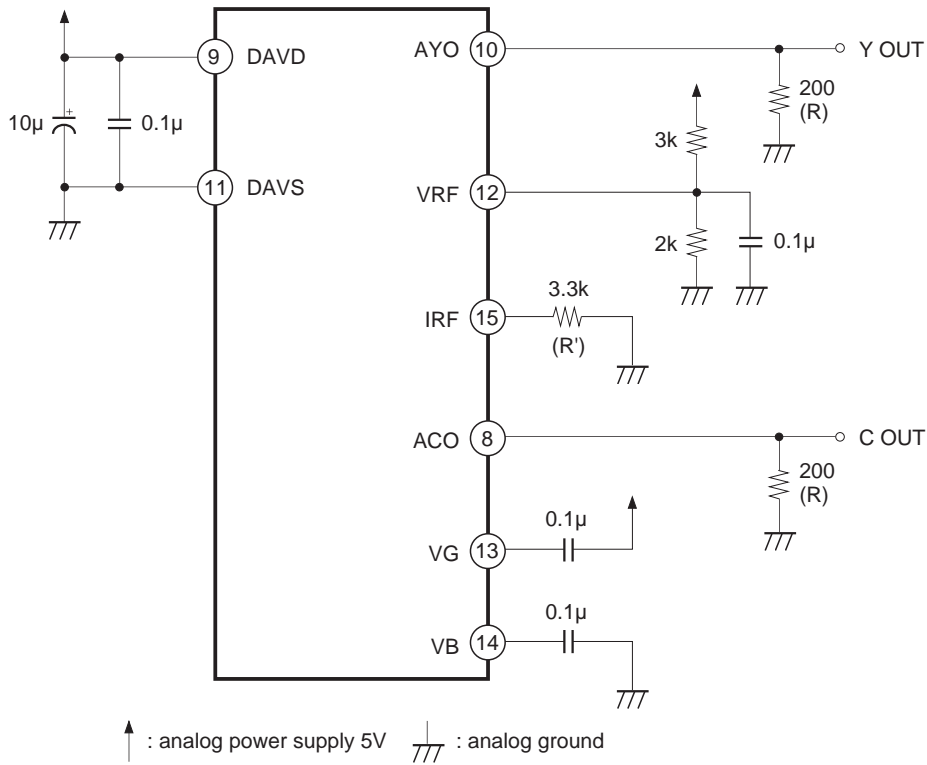 9 DAVD
AYO 10
Y OUT
200
(R)
10µ
+
0.1µ
3k
11 DAVS
VRF 12
2k
0.1µ
3.3k
IRF 15
(R')
ACO 8
C OUT
200
(R)
0.1µ
VG 13
0.1µ
VB 14
: analog power supply 5V
: analog ground